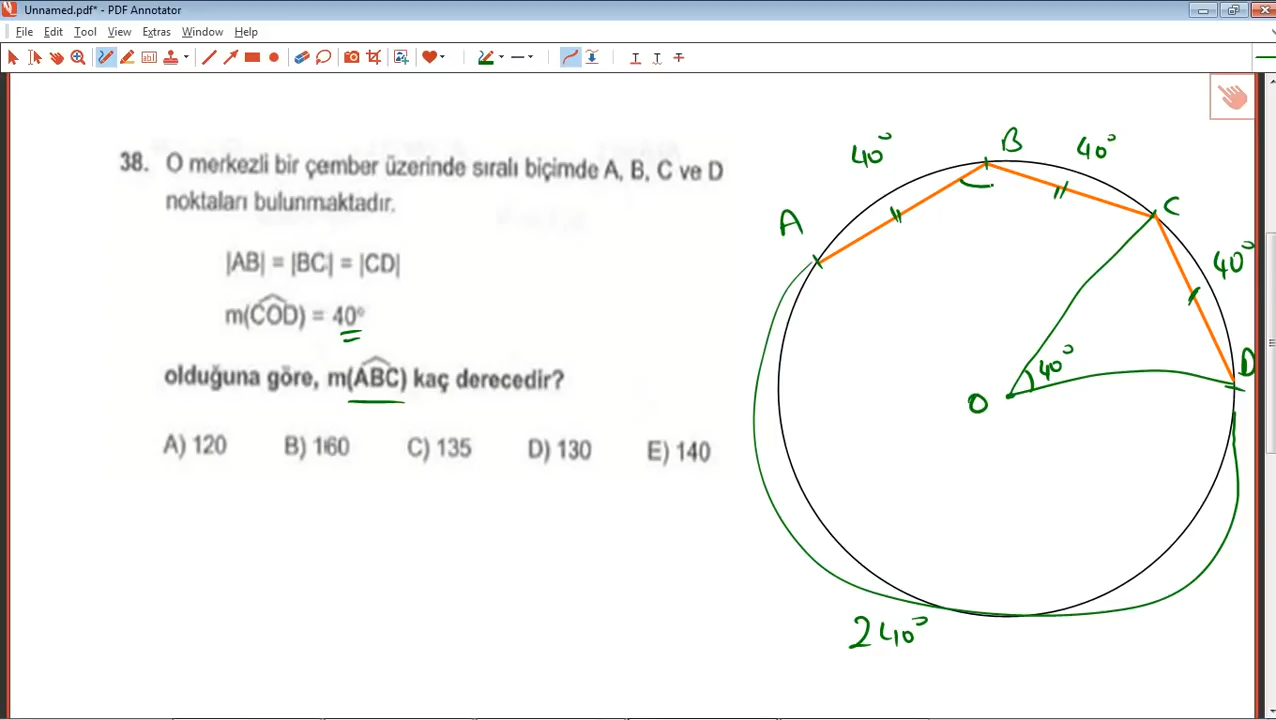 Unnamed.pdf* - PDF Annotator
File Edit Tool View Extras Window Help
38. O merkezli bir çember üzerinde sıralı biçimde A, B, C ve D
noktaları bulunmaktadır.
|AB| = |BC| = |CD|
m(COD) = 40°
olduğuna göre, m(ABC) kaç derecedir?
A) 120 B) 160 C) 135 D) 130 E) 140
40° B 40°
A C
40°
40° D
O
240°